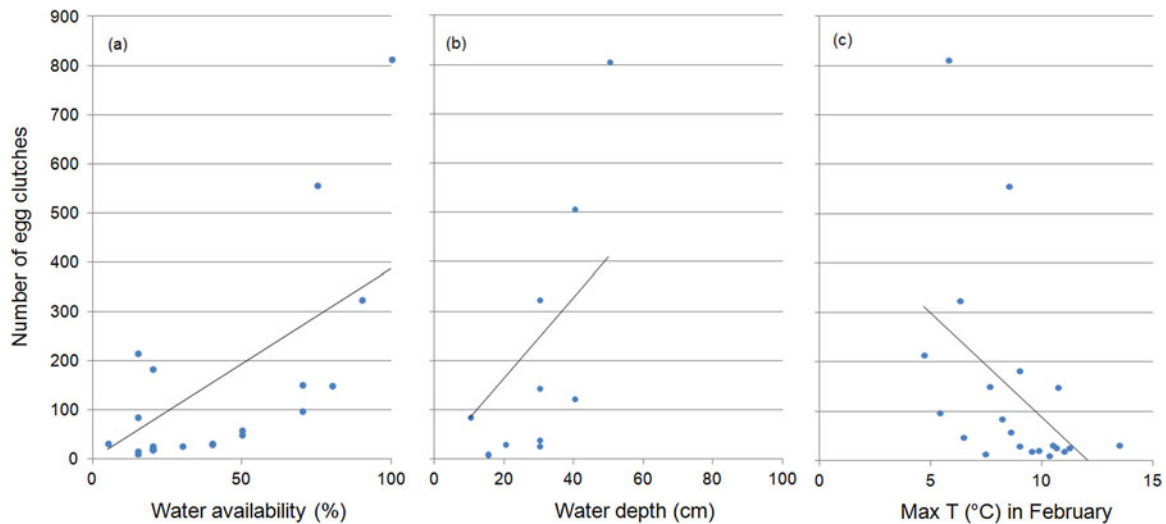 Number of egg clutches
900
800
700
600
500
400
300
200
100
0
(a)
0 50 100
Water availability (%)
(b)
0 20 40 60 80 100
Water depth (cm)
(c)
0 5 10 15
Max T (°C) in February